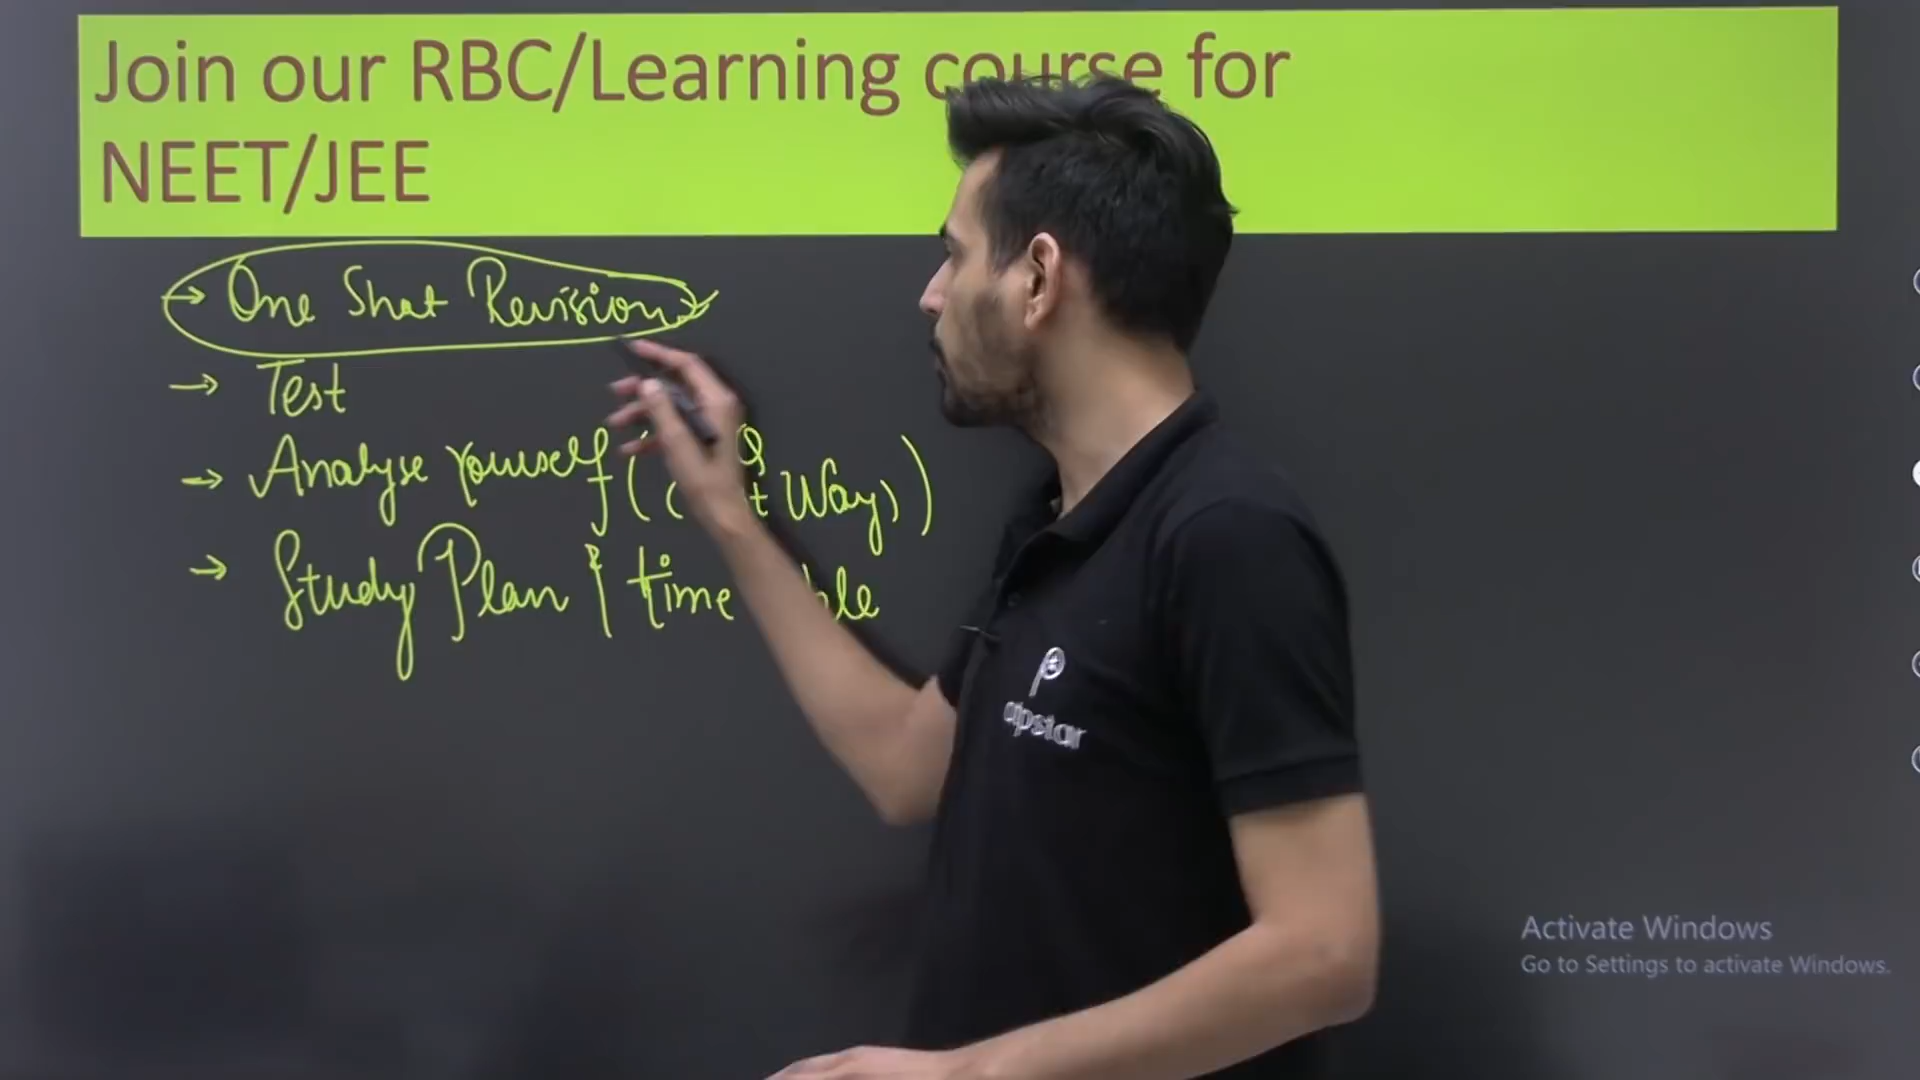 Join our RBC/Learning course for
NEET/JEE
→ One Shot Revision
→ Test
→ Analyse Yourself ( Ways)
→ Study Plan & time
Activate Windows
Go to Settings to activate Windows.